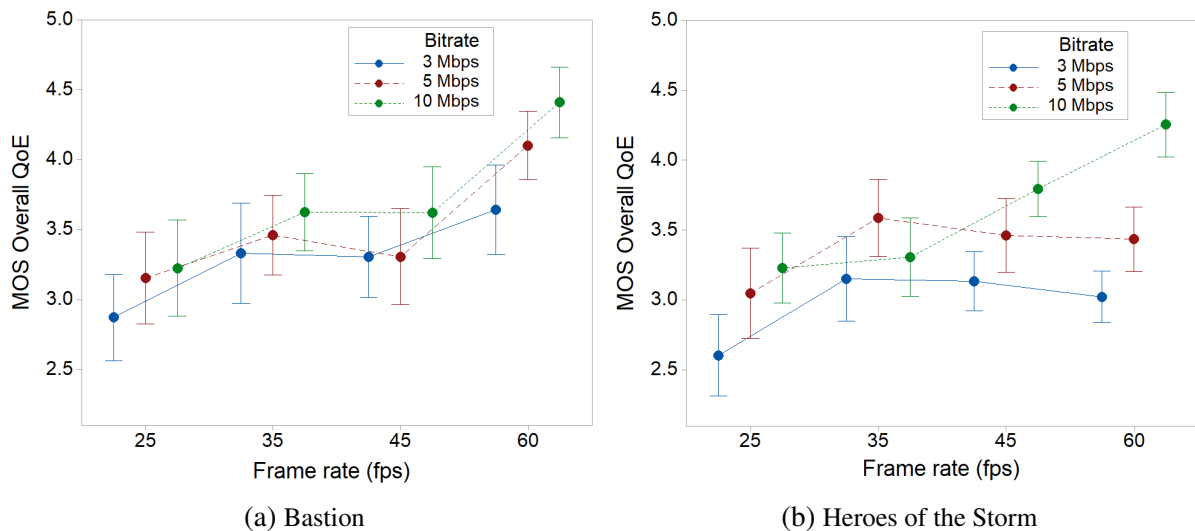 5.0
4.5
4.0
3.5
3.0
2.5
MOS Overall QoE
Bitrate
3 Mbps
5 Mbps
10 Mbps
25
35
45
60
Frame rate (fps)
(a) Bastion
5.0
4.5
4.0
3.5
3.0
2.5
MOS Overall QoE
Bitrate
3 Mbps
5 Mbps
10 Mbps
25
35
45
60
Frame rate (fps)
(b) Heroes of the Storm